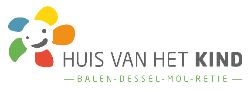 HUIS VAN HET KIND
BALEN-DESSEL-MOL-RETIE